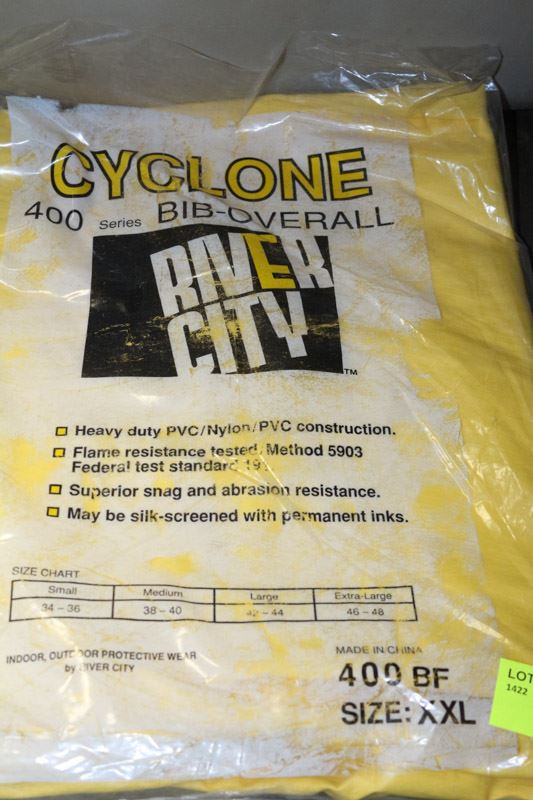 CYCLONE
400 Series BIB-OVERALL
RIVER
CITY
TM
Heavy duty PVC/Nylon/PVC construction.
Flame resistance tested/Method 5903
Federal test standard 19
Superior snag and abrasion resistance.
May be silk-screened with permanent inks.
SIZE CHART
Small Medium Large Extra-Large
34 – 36 38 – 40 42 – 44 46 – 48
INDOOR, OUTDOOR PROTECTIVE WEAR
by RIVER CITY
MADE IN CHINA
400 BF
SIZE: XXL
LOT
1422